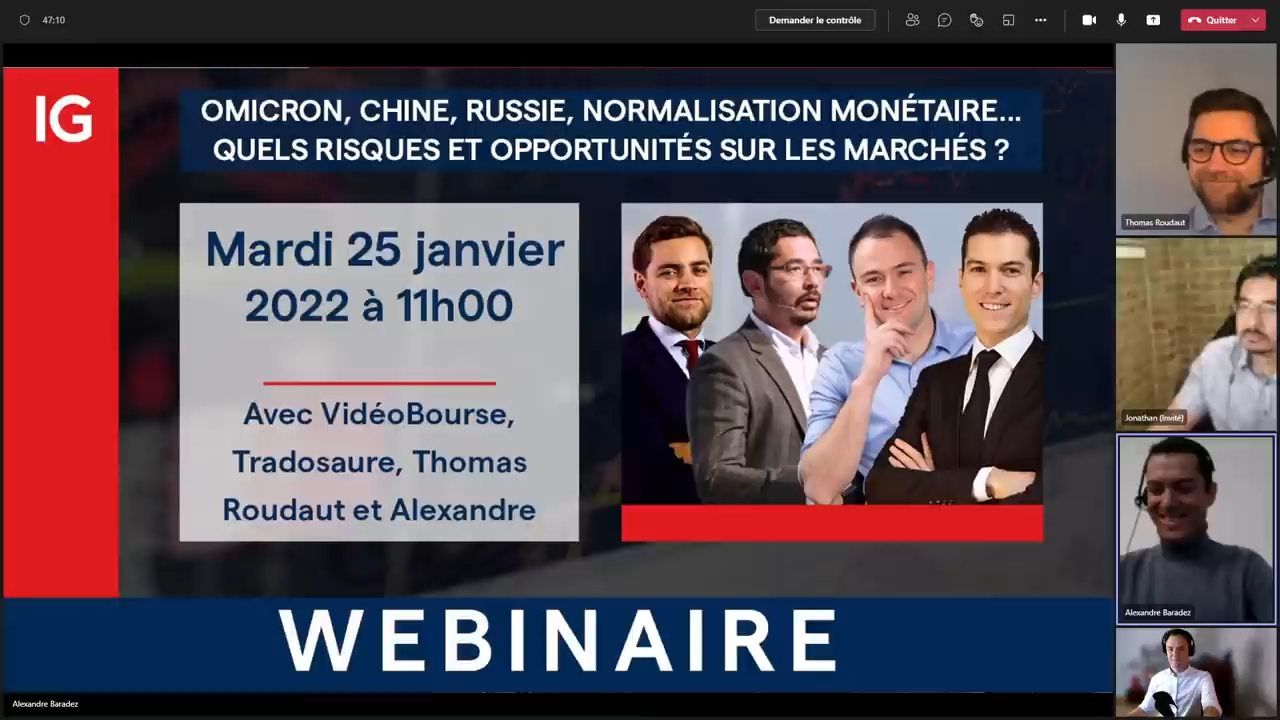 47:10
Demander le contrôle
Quitter
IG
OMICRON, CHINE, RUSSIE, NORMALISATION MONÉTAIRE...
QUELS RISQUES ET OPPORTUNITÉS SUR LES MARCHÉS ?
Mardi 25 janvier
2022 à 11h00
Avec VidéoBourse,
Tradosaure, Thomas
Roudaut et Alexandre
WEBINAIRE
Thomas Roudaut
Jonathan (Invité)
Alexandre Baradez
Alexandre Baradez